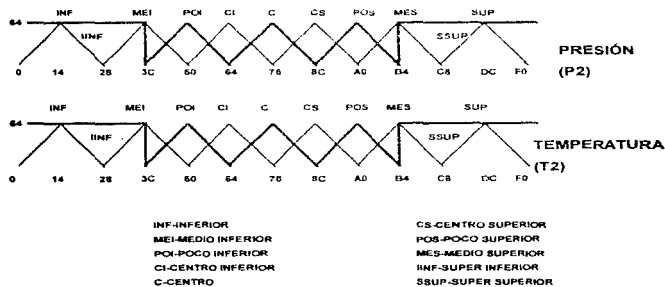 INF MEI POI CI C CS POS MES SUP
64
IINF SSUP
PRESIÓN
(P2)
0 14 28 3C 50 64 78 8C A0 B4 C8 DC F0
INF MEI POI CI C CS POS MES SUP
64
IINF SSUP
TEMPERATURA
(T2)
0 14 28 3C 50 64 78 8C A0 B4 C8 DC F0
INF-INFERIOR CS-CENTRO SUPERIOR
MEI-MEDIO INFERIOR POS-POCO SUPERIOR
POI-POCO INFERIOR MES-MEDIO SUPERIOR
CI-CENTRO INFERIOR IINF-SUPER INFERIOR
C-CENTRO SSUP-SUPER SUPERIOR